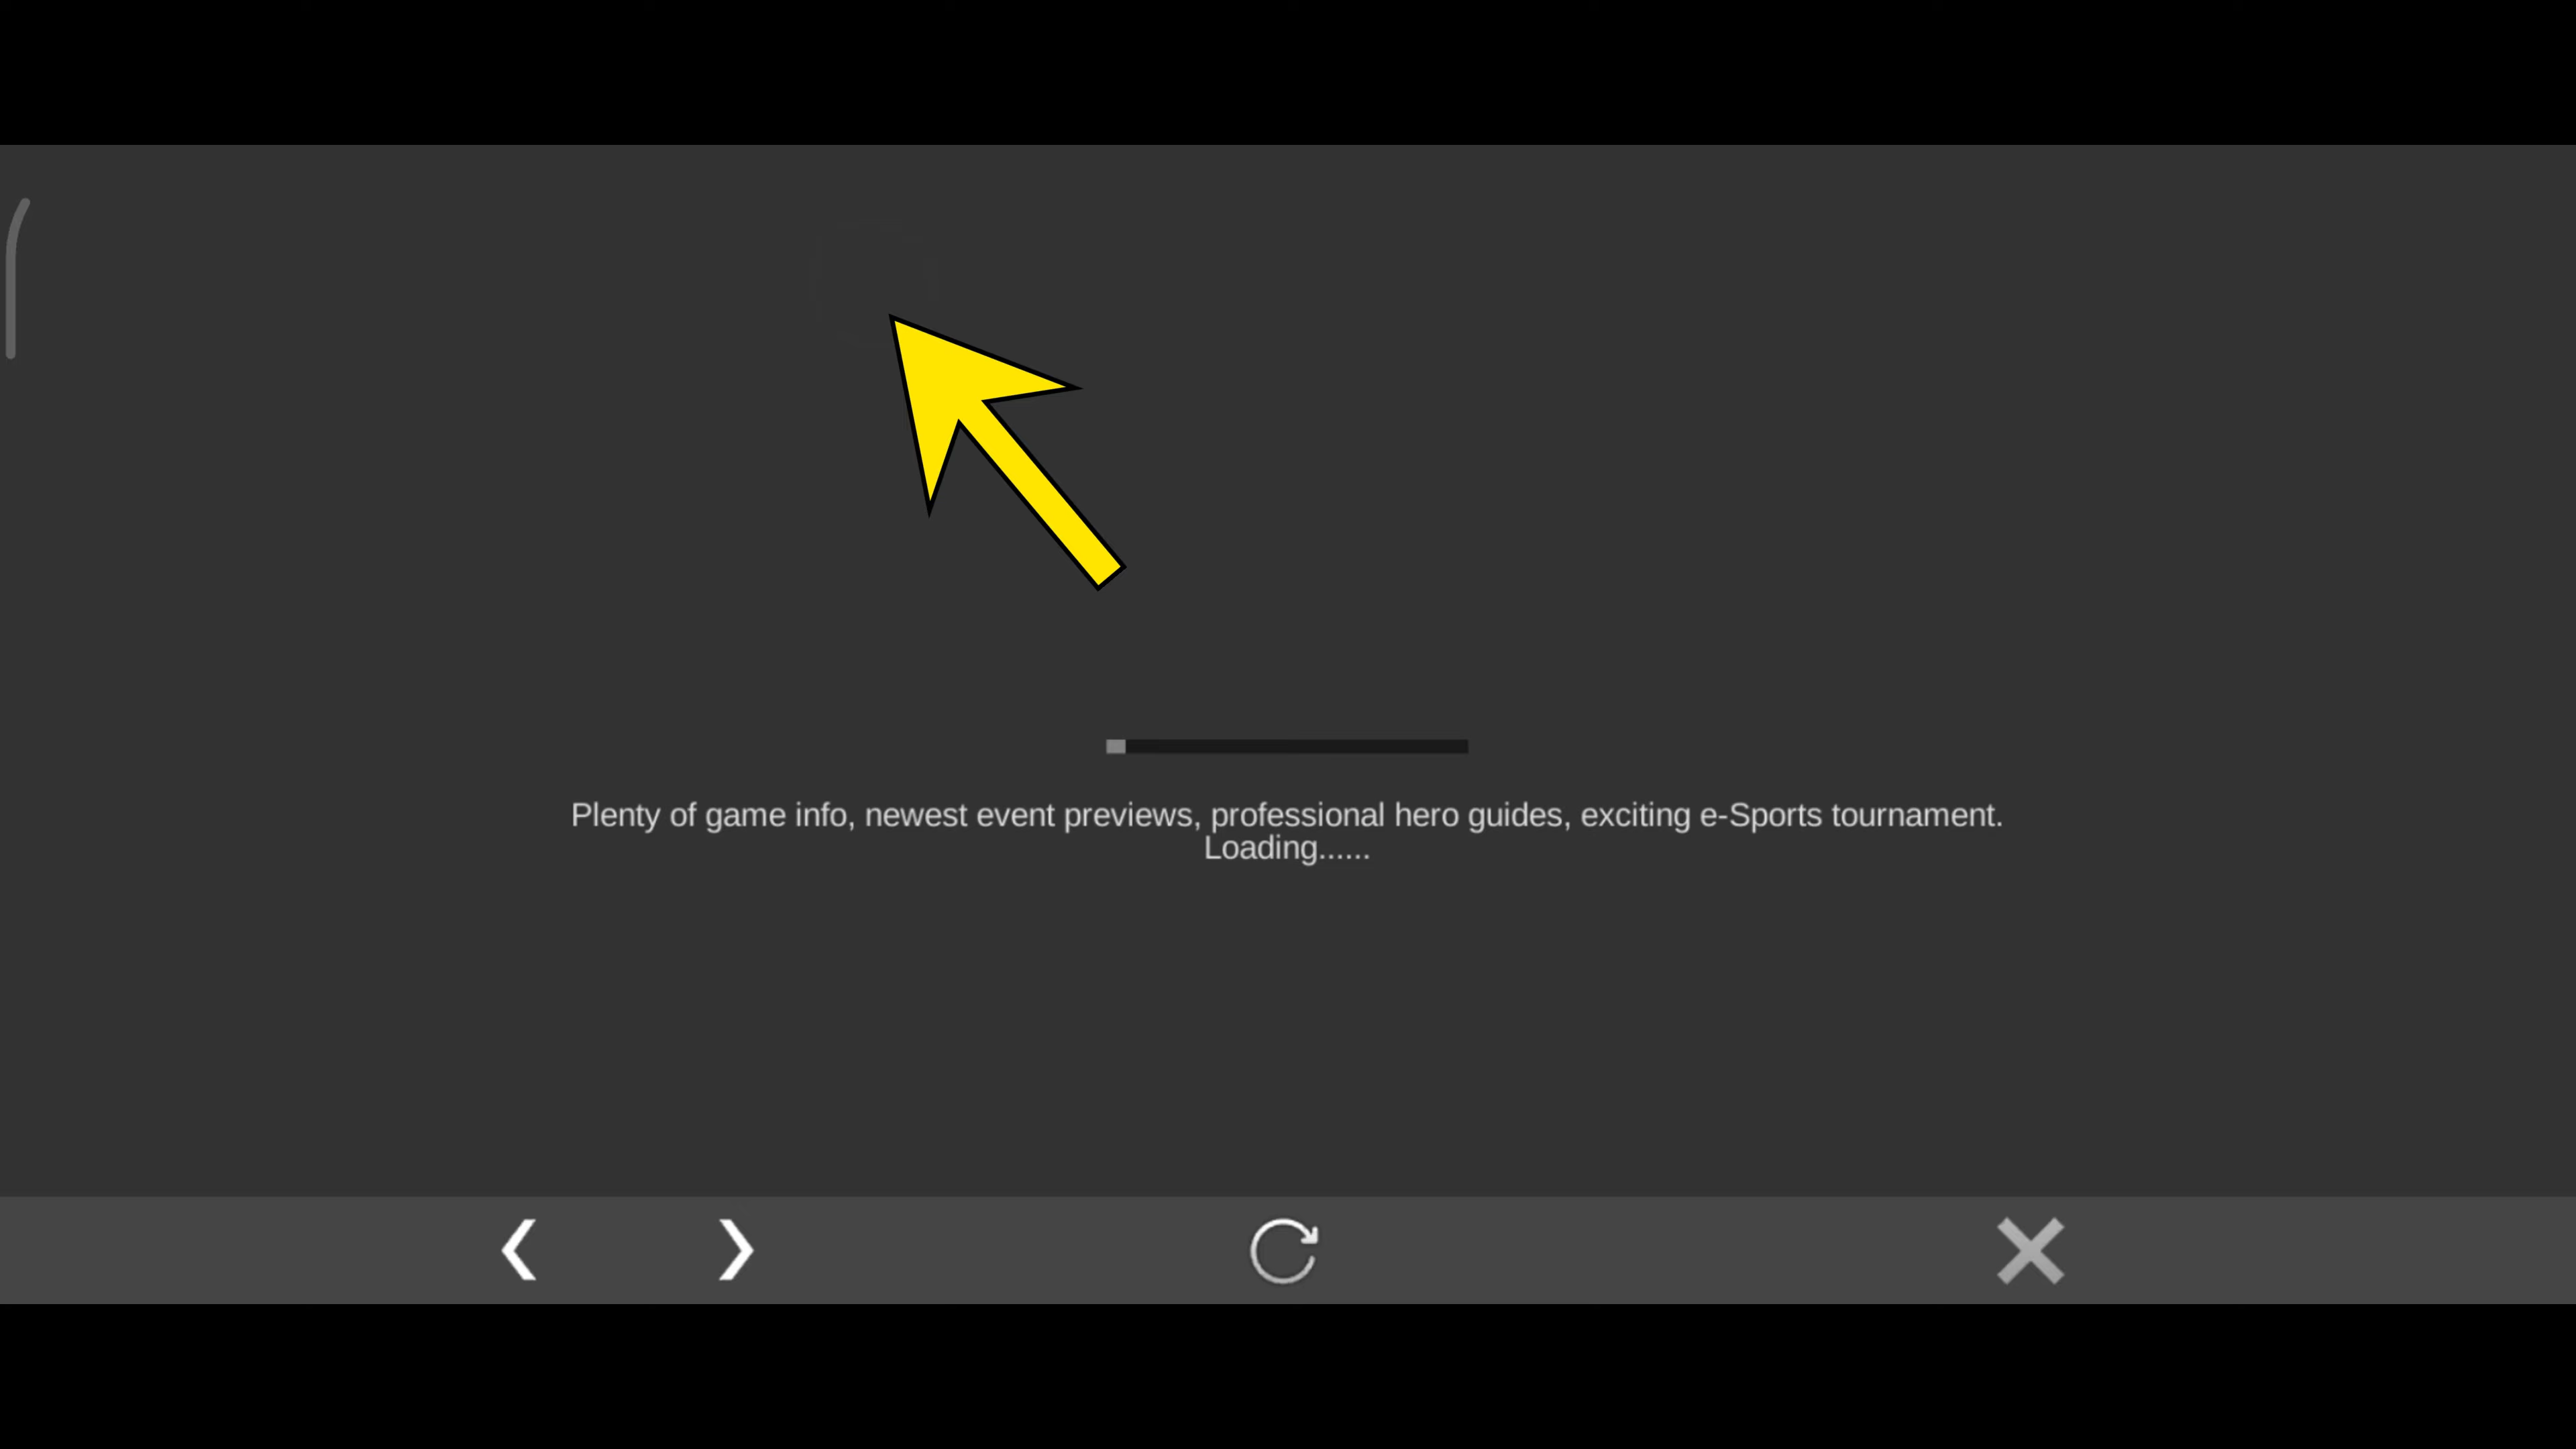 Plenty of game info, newest event previews, professional hero guides, exciting e-Sports tournament.
Loading......